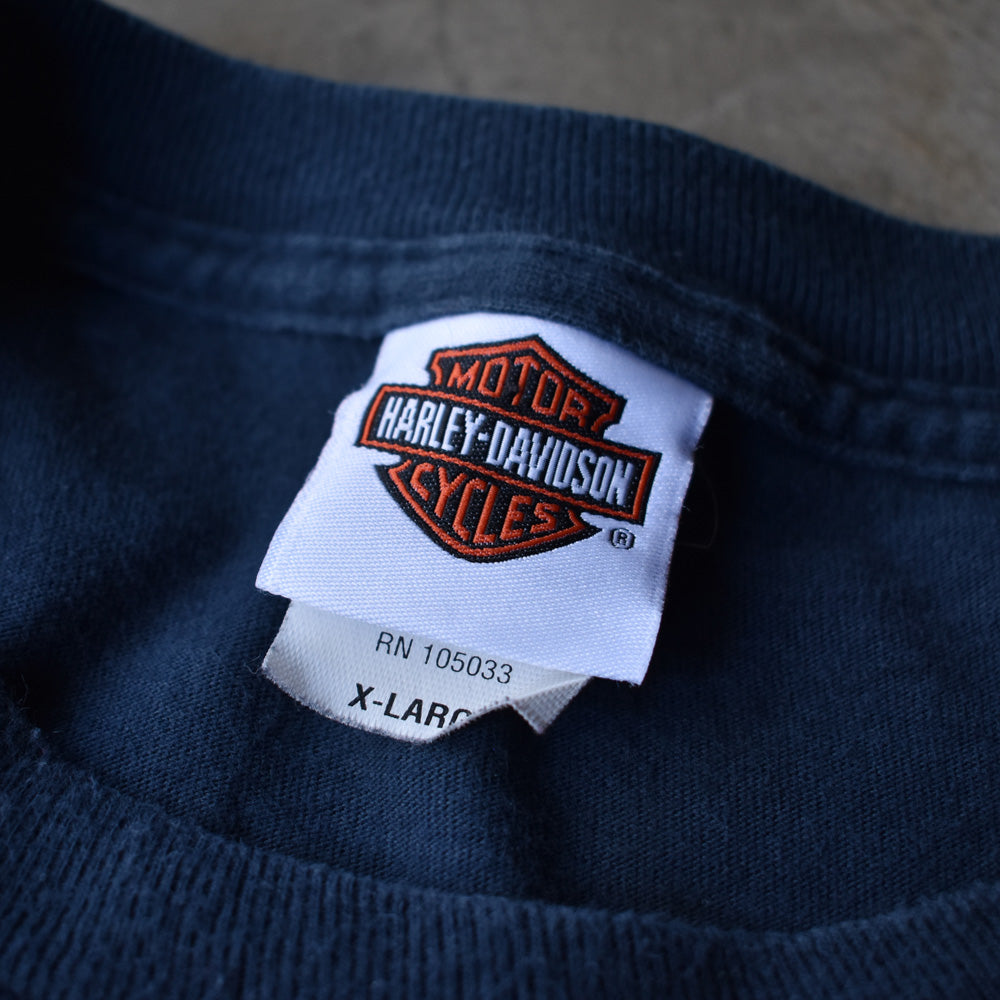 MOTOR
HARLEY-DAVIDSON
CYCLES
®
RN 105033
X-LARG